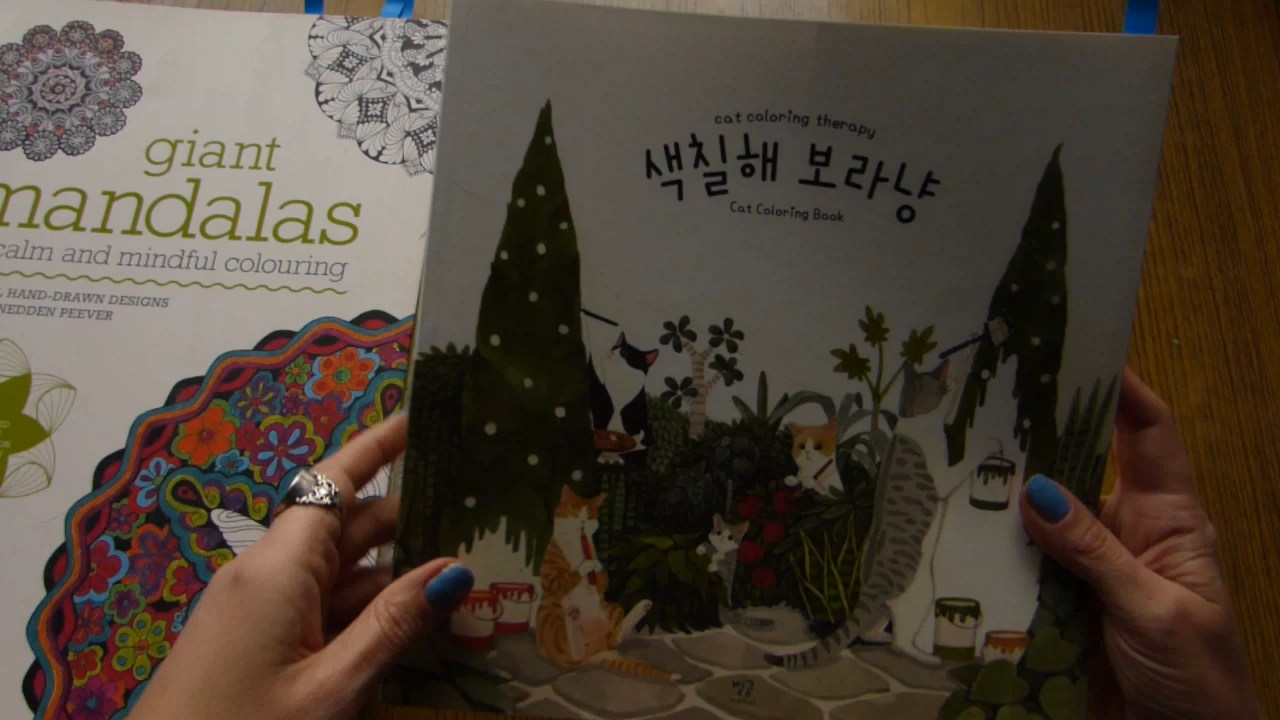 giant
mandalas
calm and mindful colouring
HAND-DRAWN DESIGNS
NEDDEN PEEVER
cat coloring therapy
색칠해 보라냥
Cat Coloring Book